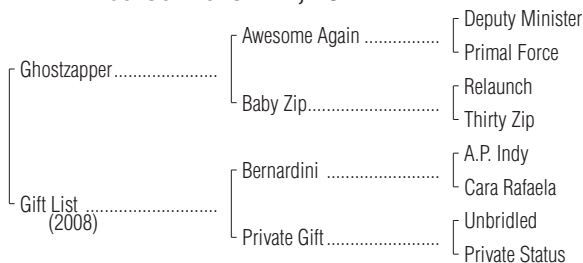 Ghostzapper....................
Gift List ..........................
(2008)
Awesome Again ...............
Baby Zip..........................
Bernardini ......................
Private Gift......................
Deputy Minister
Primal Force
Relaunch
Thirty Zip
A.P. Indy
Cara Rafaela
Unbridled
Private Status